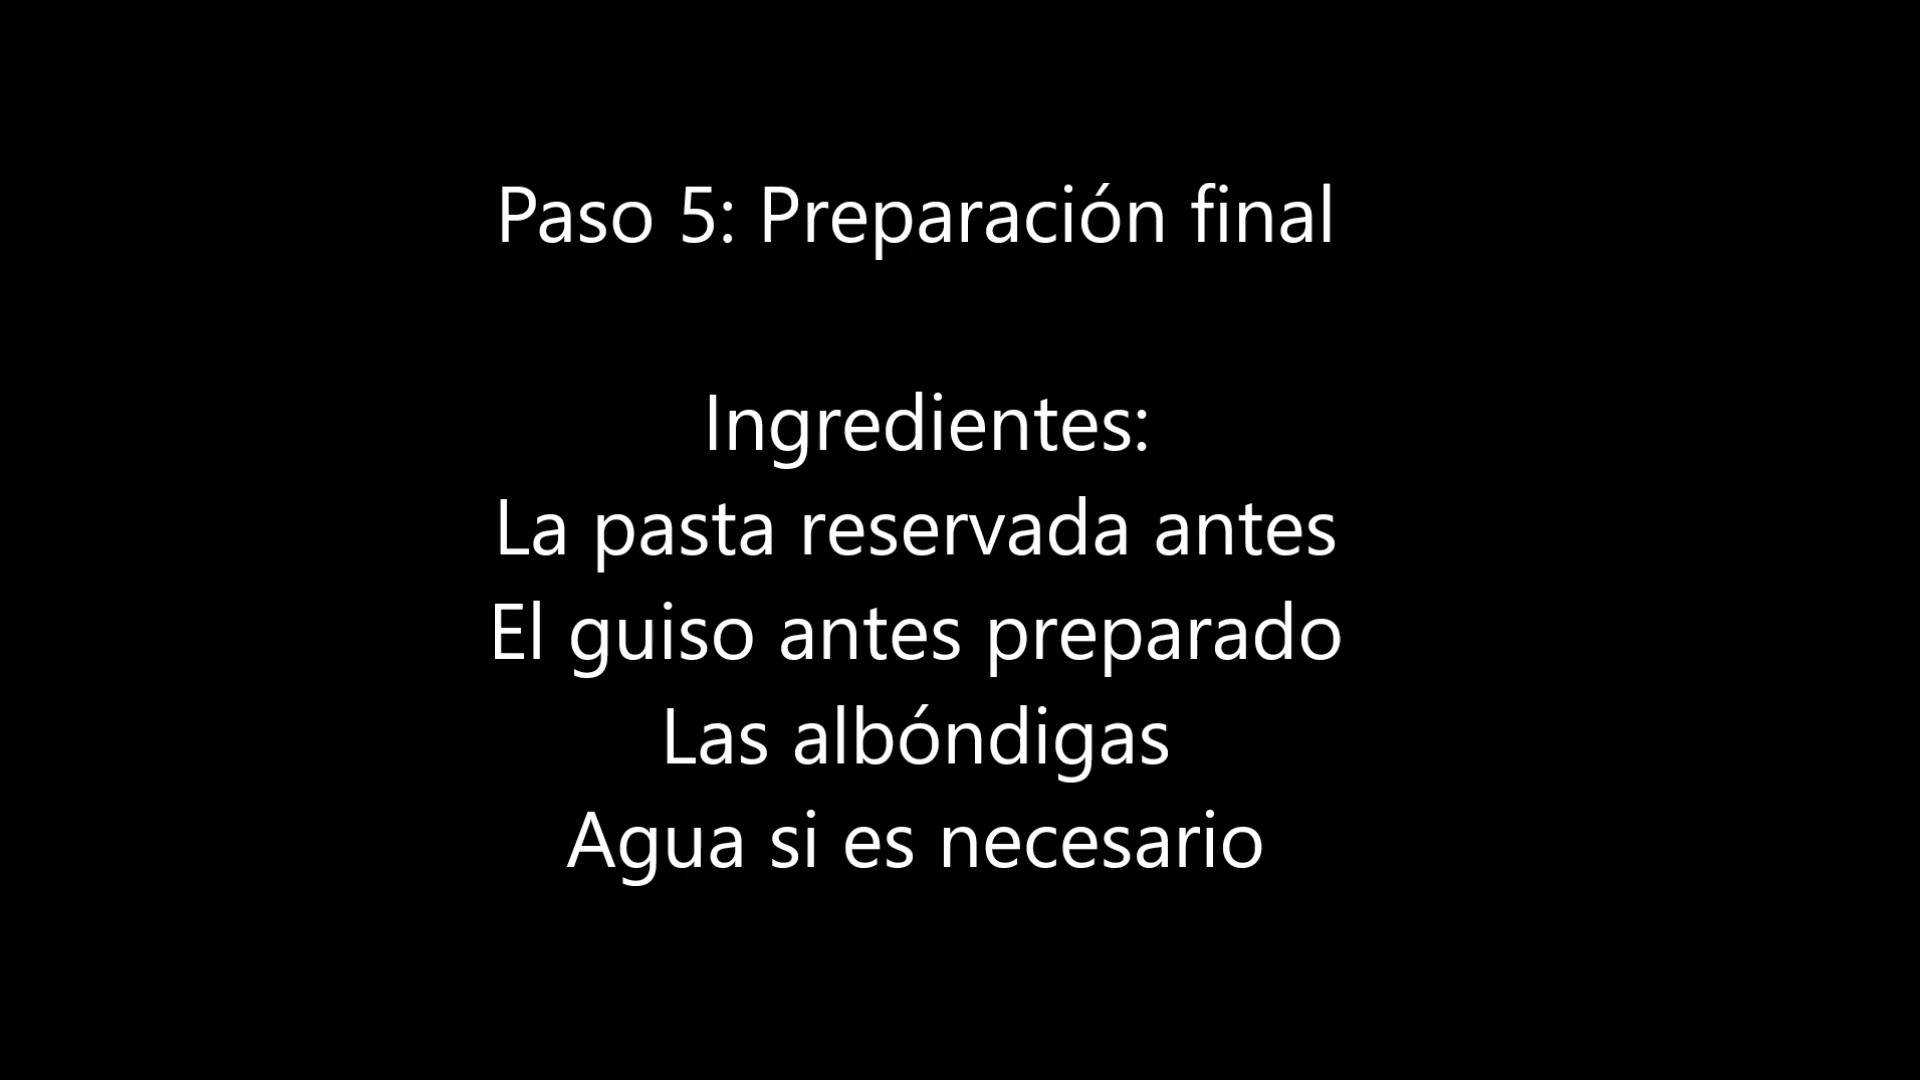 Paso 5: Preparación final
Ingredientes:
La pasta reservada antes
El guiso antes preparado
Las albóndigas
Agua si es necesario